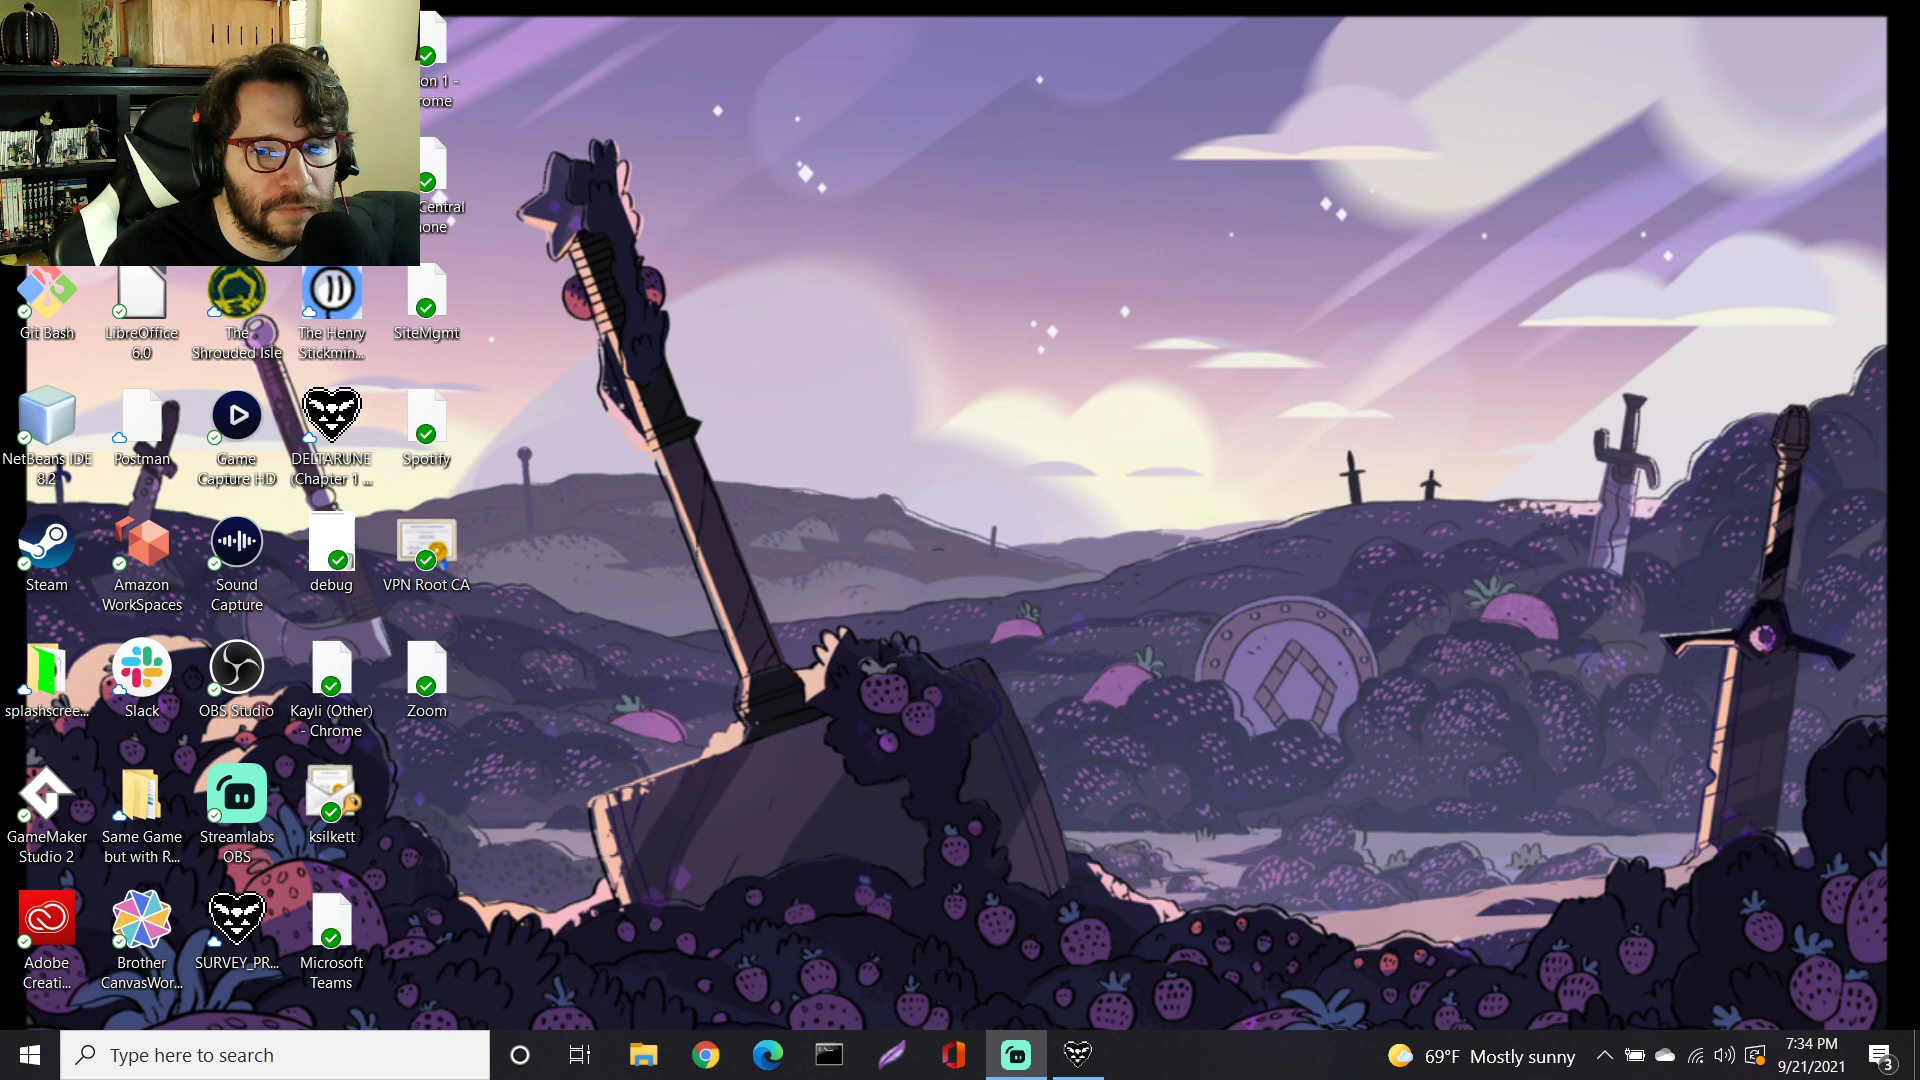 on 1 -
rome
Central
one
Git Bash
LibreOffice
6.0
The
Shrouded Isle
The Henry
Stickmin...
SiteMgmt
NetBeans IDE
8.2
Postman
Game
Capture HD
DELTARUNE
(Chapter 1 ...
Spotify
Steam
Amazon
WorkSpaces
Sound
Capture
debug
VPN Root CA
splashscree...
Slack
OBS Studio
Kayli (Other)
- Chrome
Zoom
GameMaker
Studio 2
Same Game
but with R...
Streamlabs
OBS
ksilkett
Adobe
Creati...
Brother
CanvasWor...
SURVEY_PR...
Microsoft
Teams
Type here to search
69°F Mostly sunny
7:34 PM
9/21/2021
3